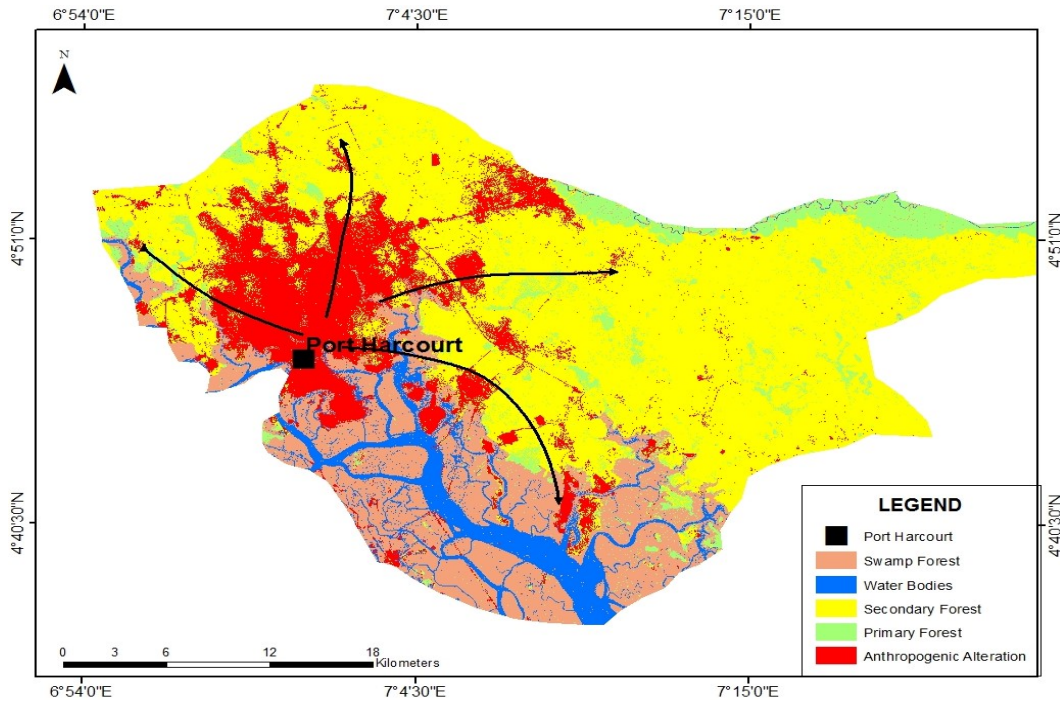 6°54'0"E 7°4'30"E 7°15'0"E
N
4°51'0"N 4°51'0"N
Port Harcourt
4°40'30"N 4°40'30"N
LEGEND
Port Harcourt
Swamp Forest
Water Bodies
Secondary Forest
Primary Forest
Anthropogenic Alteration
0 3 6 12 18
Kilometers
6°54'0"E 7°4'30"E 7°15'0"E